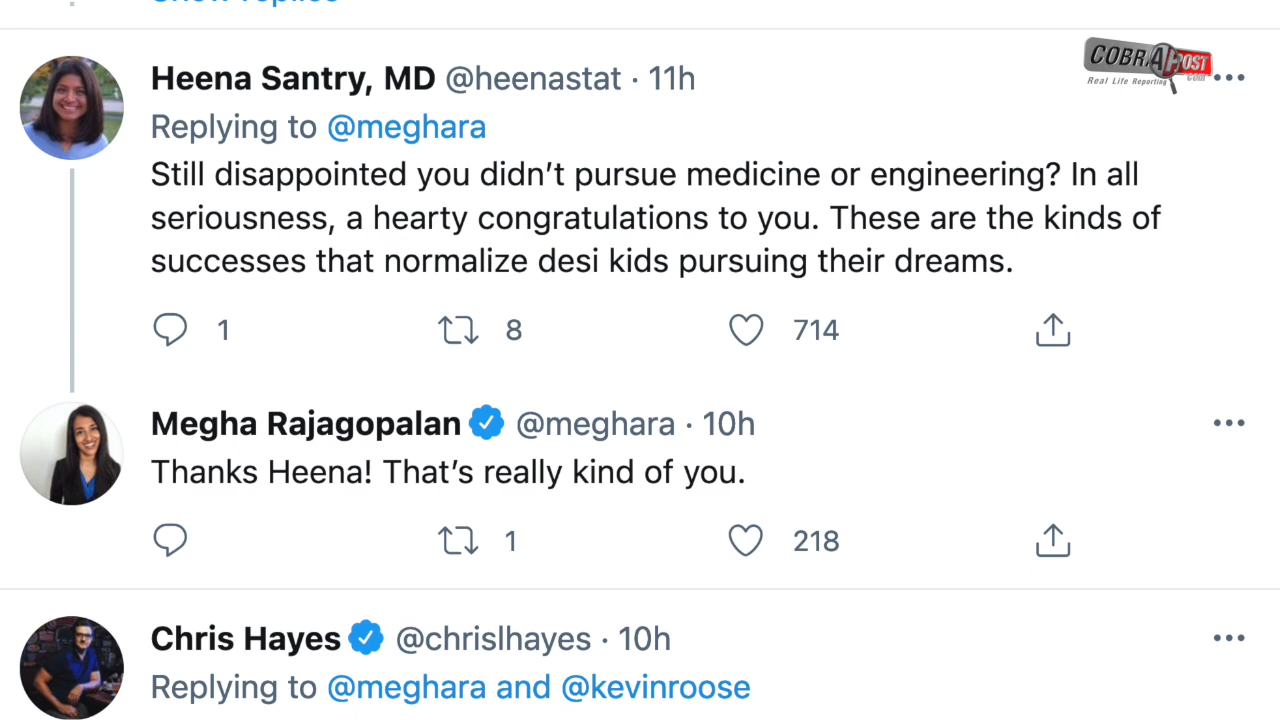 Show replies
COBRAPOST
.com
Real Life Reporting
Heena Santry, MD @heenastat · 11h
Replying to @meghara
Still disappointed you didn’t pursue medicine or engineering? In all
seriousness, a hearty congratulations to you. These are the kinds of
successes that normalize desi kids pursuing their dreams.
1 8 714
Megha Rajagopalan @meghara · 10h
Thanks Heena! That’s really kind of you.
1 218
Chris Hayes @chrislhayes · 10h
Replying to @meghara and @kevinroose